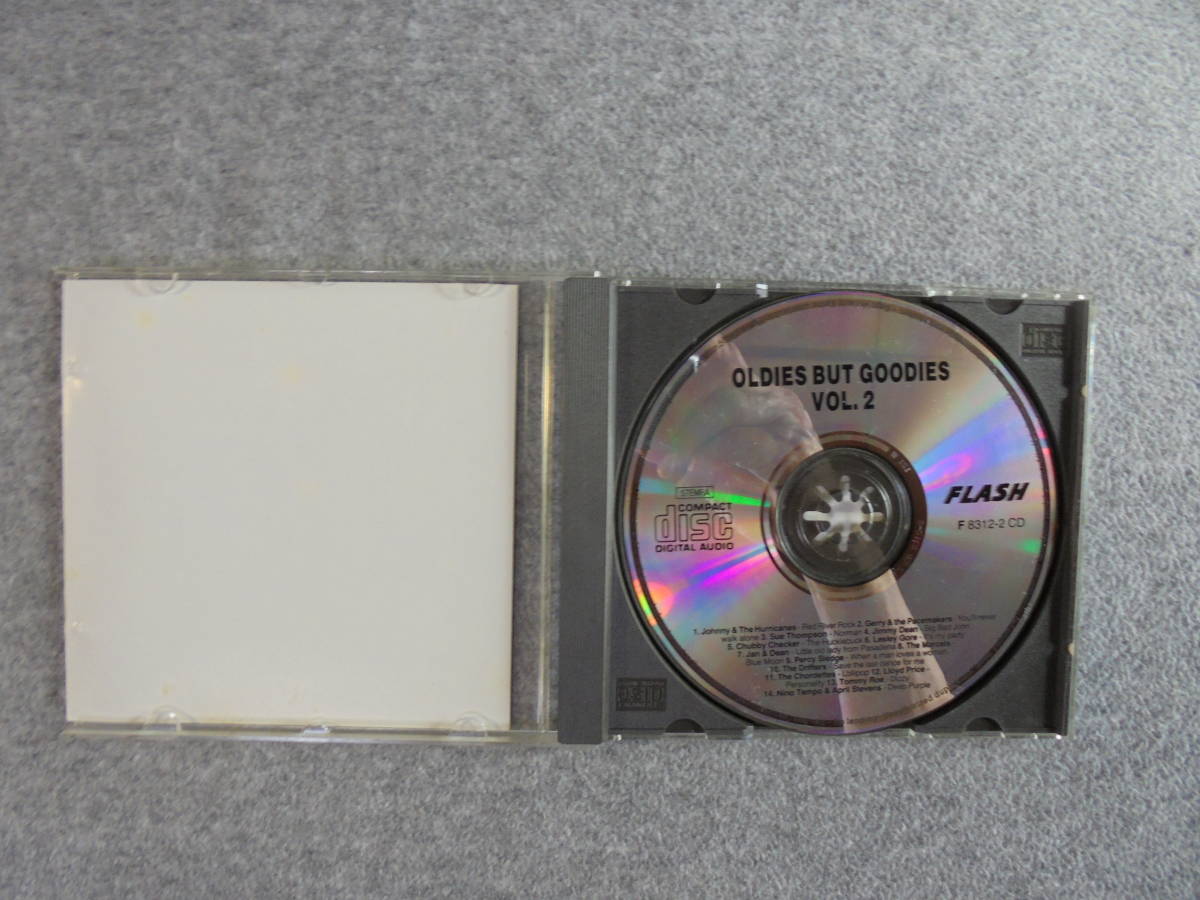 OLDIES BUT GOODIES
VOL. 2
STEMRA
COMPACT
disc
DIGITAL AUDIO
FLASH
F 8312-2 CD
1. Johnny & The Hurricanes - Red River Rock 2. Gerry & the Pacemakers - You'll never
walk alone 3. Sue Thompson - Norman 4. Jimmy Dean - Big Bad John
5. Chubby Checker - The Hucklebuck 6. Lesley Gore - It's my party
7. Jan & Dean - Little old lady from Pasadena 8. The Marcels
Blue Moon 9. Percy Sledge - When a man loves a woman
10. The Drifters - Save the last dance for me
11. The Chordettes - Lollipop 12. Lloyd Price -
Personality 13. Tommy Roe - Dizzy
14. Nino Tempo & April Stevens - Deep Purple